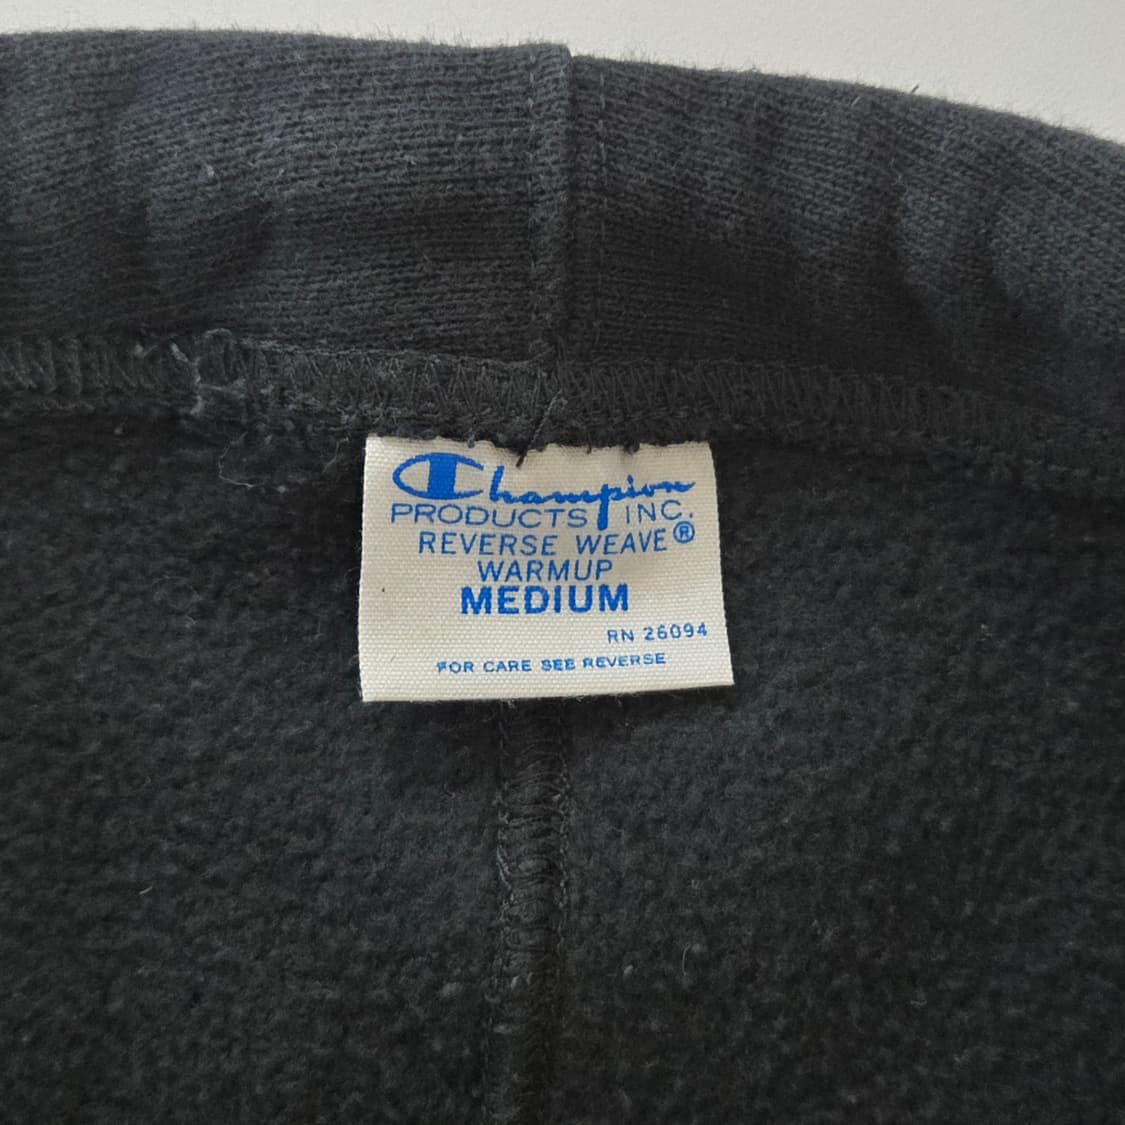 Champion
PRODUCTS INC.
REVERSE WEAVE®
WARMUP
MEDIUM
RN 26094
FOR CARE SEE REVERSE